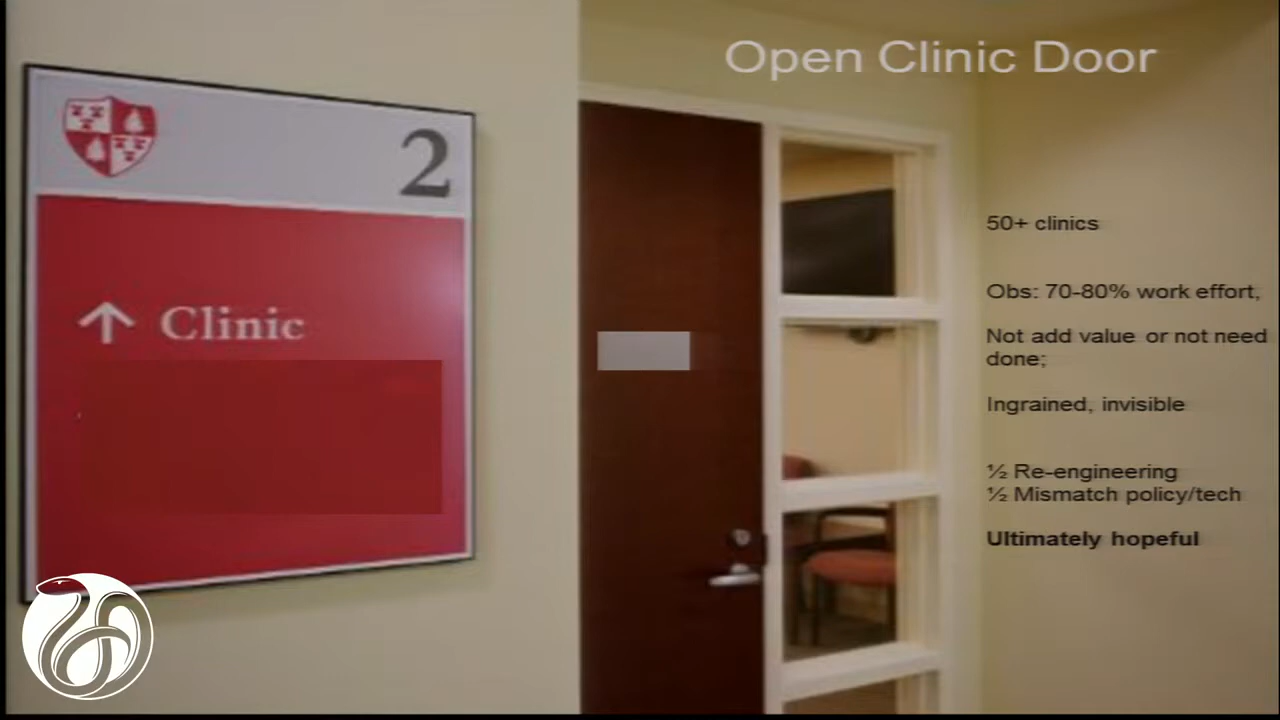 Open Clinic Door
2
Clinic
50+ clinics
Obs: 70-80% work effort,
Not add value or not need
done;
Ingrained, invisible
½ Re-engineering
½ Mismatch policy/tech
Ultimately hopeful